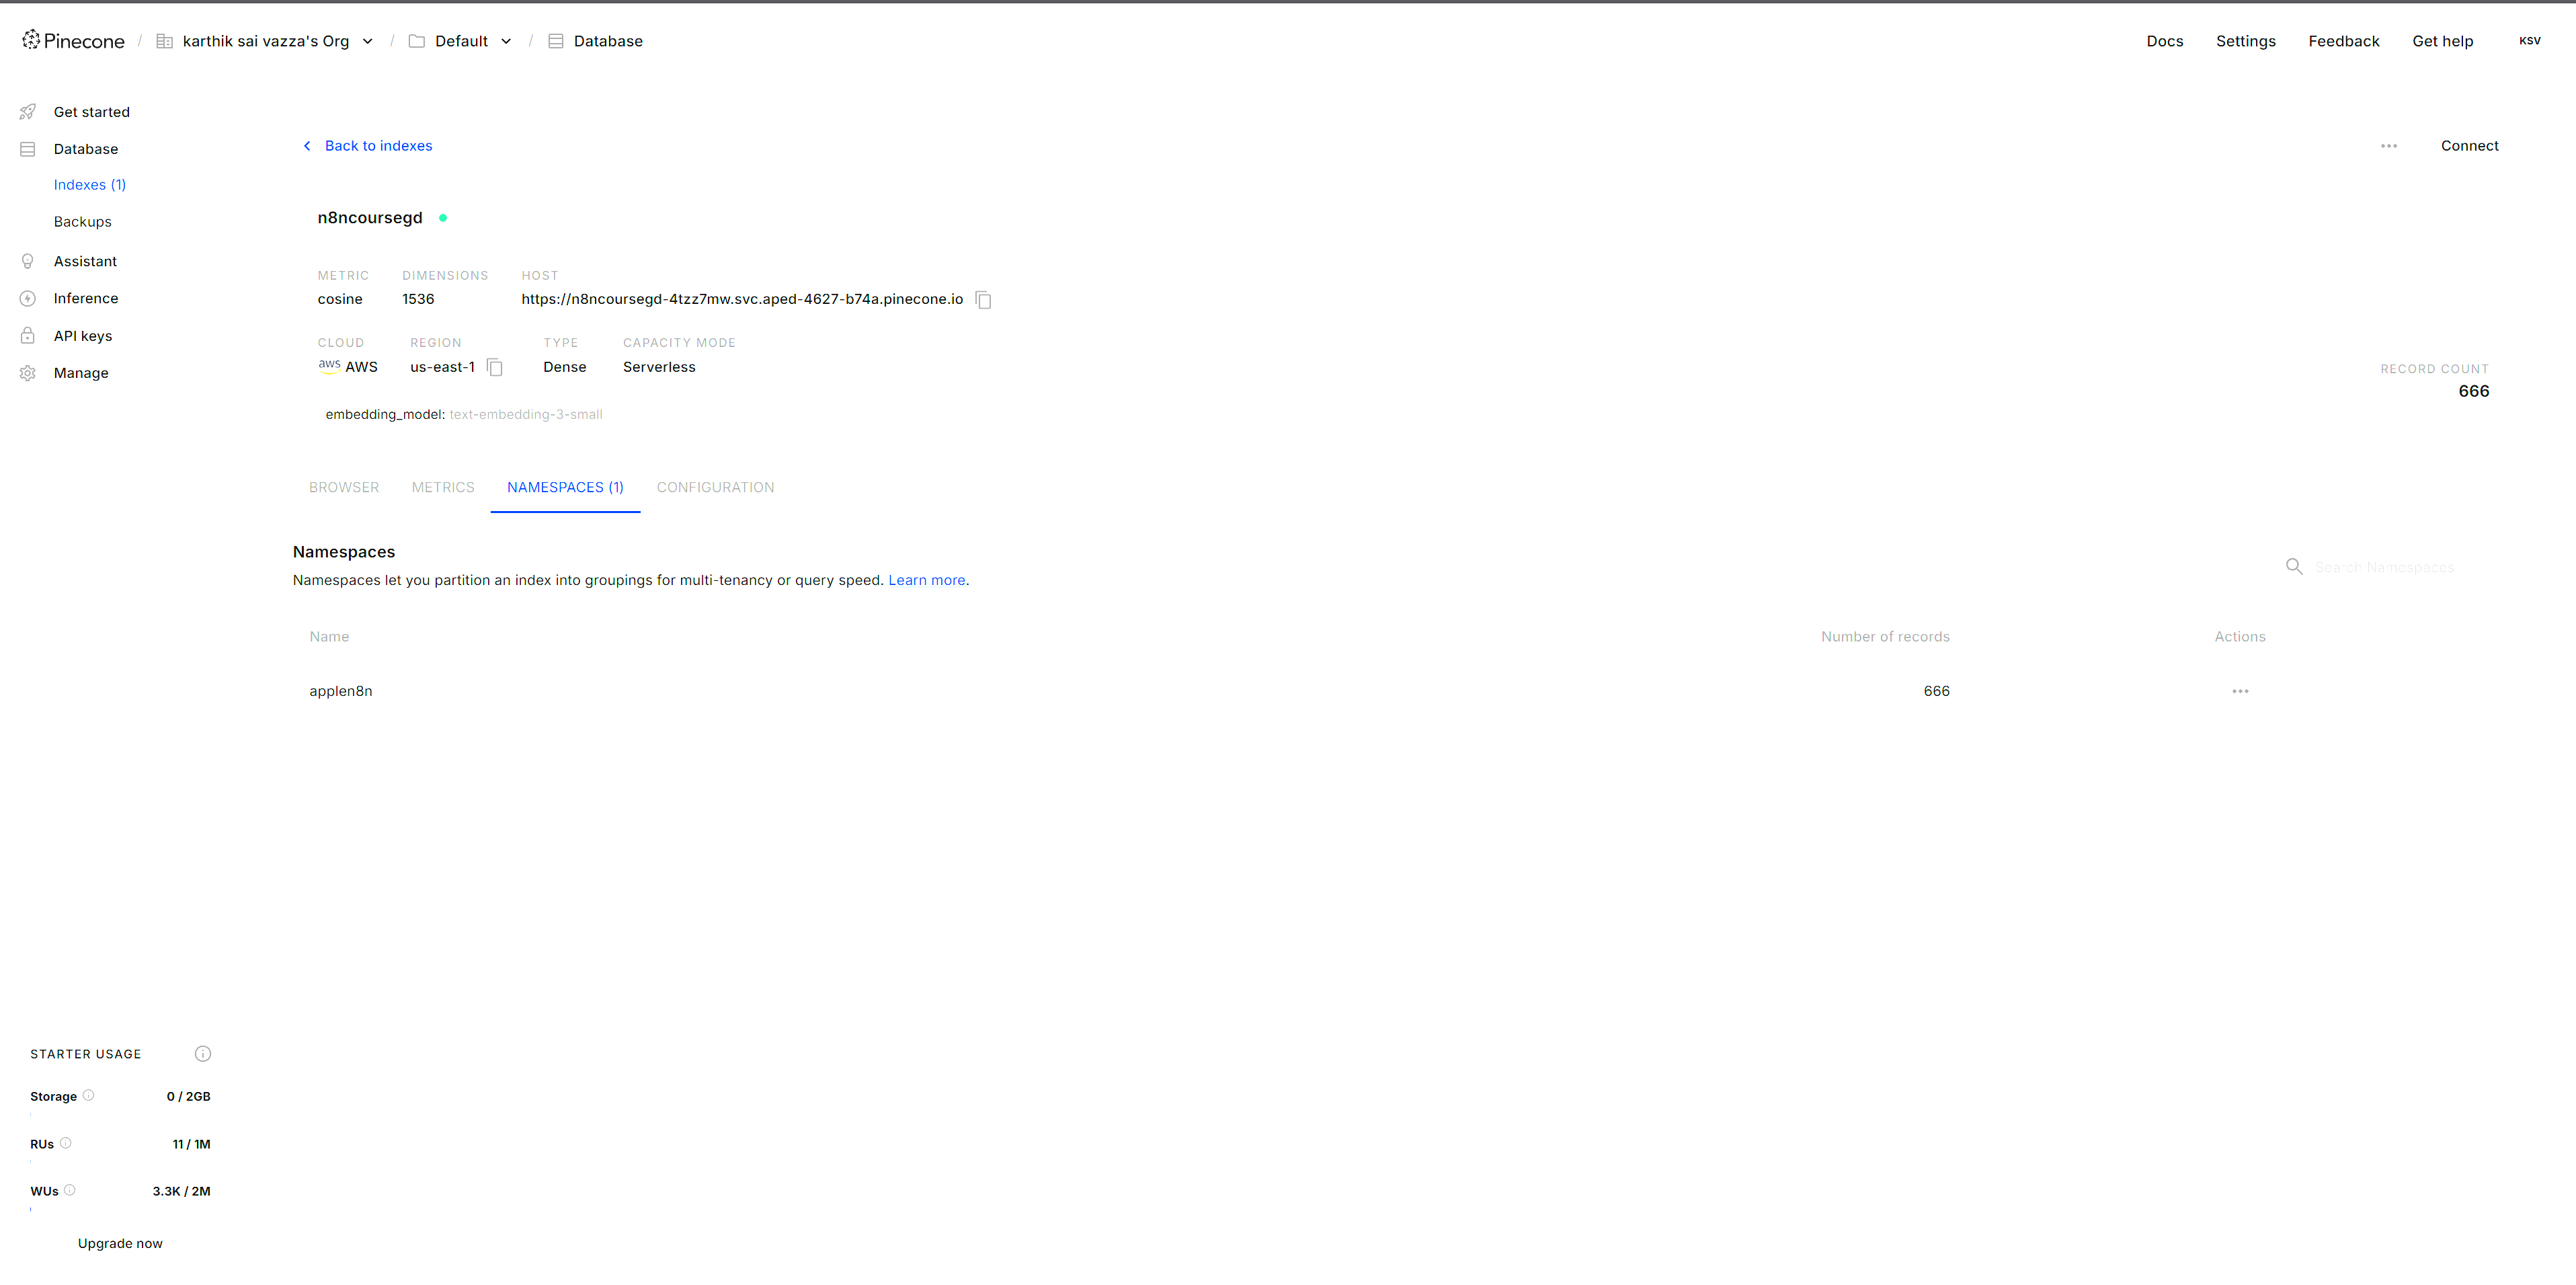 Pinecone / karthik sai vazza's Org / Default / Database
Docs Settings Feedback Get help KSV
Get started
Database
Indexes (1)
Backups
Assistant
Inference
API keys
Manage
Back to indexes
Connect
n8ncoursegd
METRIC DIMENSIONS HOST
cosine 1536 https://n8ncoursegd-4tzz7mw.svc.aped-4627-b74a.pinecone.io
CLOUD REGION TYPE CAPACITY MODE
aws AWS us-east-1 Dense Serverless
RECORD COUNT
666
embedding_model: text-embedding-3-small
BROWSER METRICS NAMESPACES (1) CONFIGURATION
Namespaces
Namespaces let you partition an index into groupings for multi-tenancy or query speed. Learn more.
Search Namespaces
Name Number of records Actions
applen8n 666
STARTER USAGE
Storage 0 / 2GB
RUs 11 / 1M
WUs 3.3K / 2M
Upgrade now